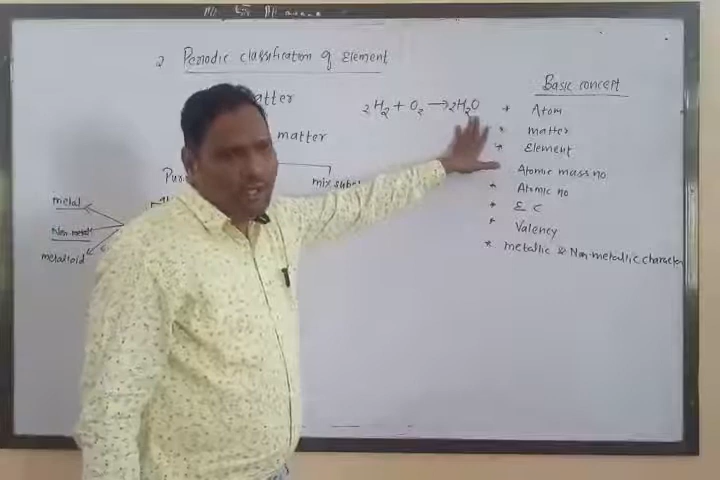 2 Periodic classification of Element
atter
matter
mix subs
metal
Non-metal
metalloid
2H2 + O2 → 2H2O
Basic concept
* Atom
* matter
* Element
Atomic mass no
* Atomic no
* E C
* Valency
* metallic & Non-metallic character